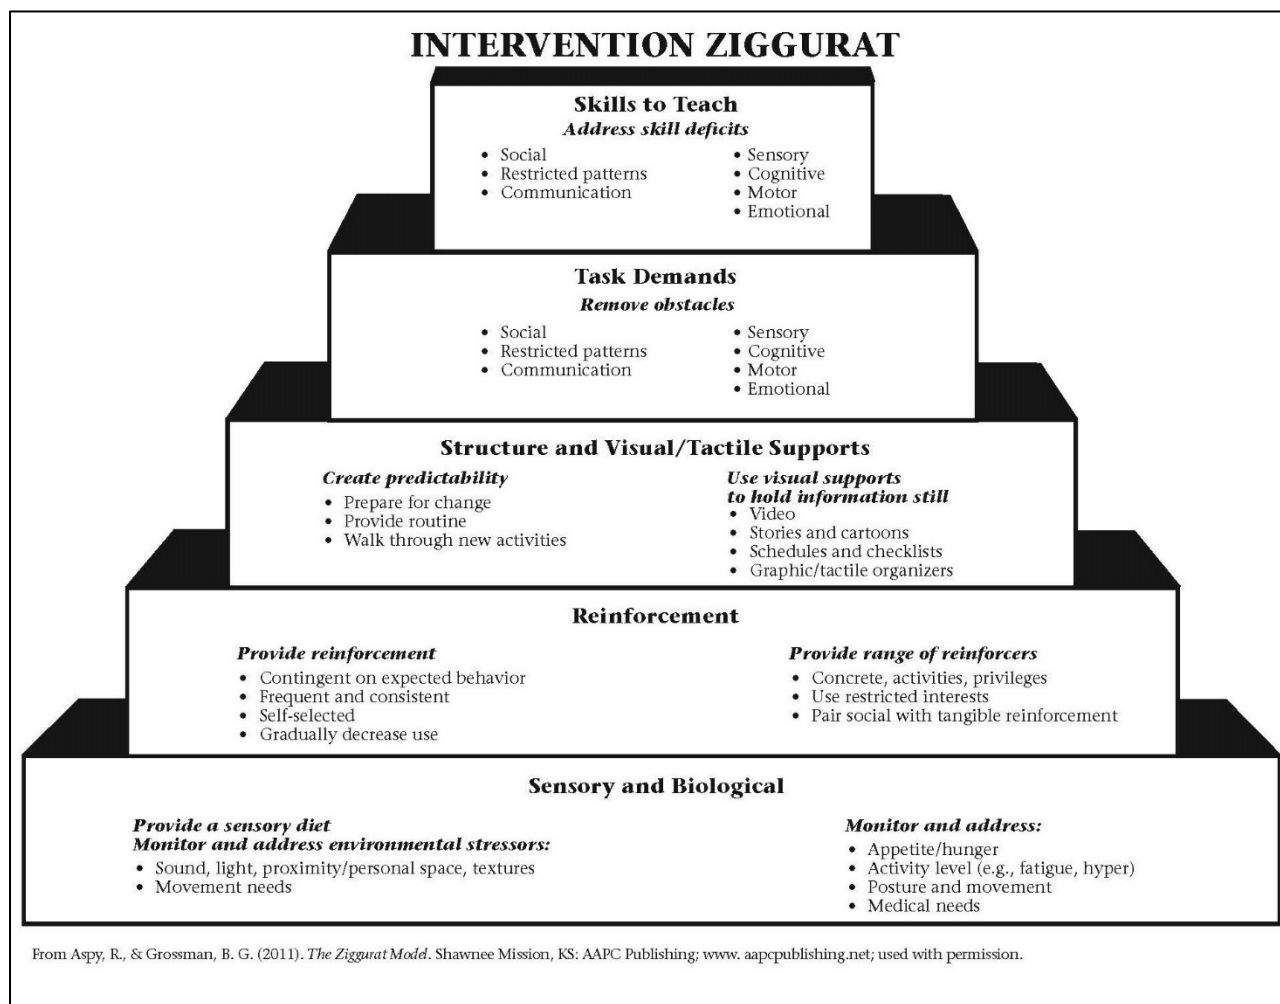 INTERVENTION ZIGGURAT
Skills to Teach
Address skill deficits
• Social
• Restricted patterns
• Communication
• Sensory
• Cognitive
• Motor
• Emotional
Task Demands
Remove obstacles
• Social
• Restricted patterns
• Communication
• Sensory
• Cognitive
• Motor
• Emotional
Structure and Visual/Tactile Supports
Create predictability
• Prepare for change
• Provide routine
• Walk through new activities
Use visual supports
to hold information still
• Video
• Stories and cartoons
• Schedules and checklists
• Graphic/tactile organizers
Reinforcement
Provide reinforcement
• Contingent on expected behavior
• Frequent and consistent
• Self-selected
• Gradually decrease use
Provide range of reinforcers
• Concrete, activities, privileges
• Use restricted interests
• Pair social with tangible reinforcement
Sensory and Biological
Provide a sensory diet
Monitor and address environmental stressors:
• Sound, light, proximity/personal space, textures
• Movement needs
Monitor and address:
• Appetite/hunger
• Activity level (e.g., fatigue, hyper)
• Posture and movement
• Medical needs
From Aspy, R., & Grossman, B. G. (2011). The Ziggurat Model. Shawnee Mission, KS: AAPC Publishing; www. aapcpublishing.net; used with permission.